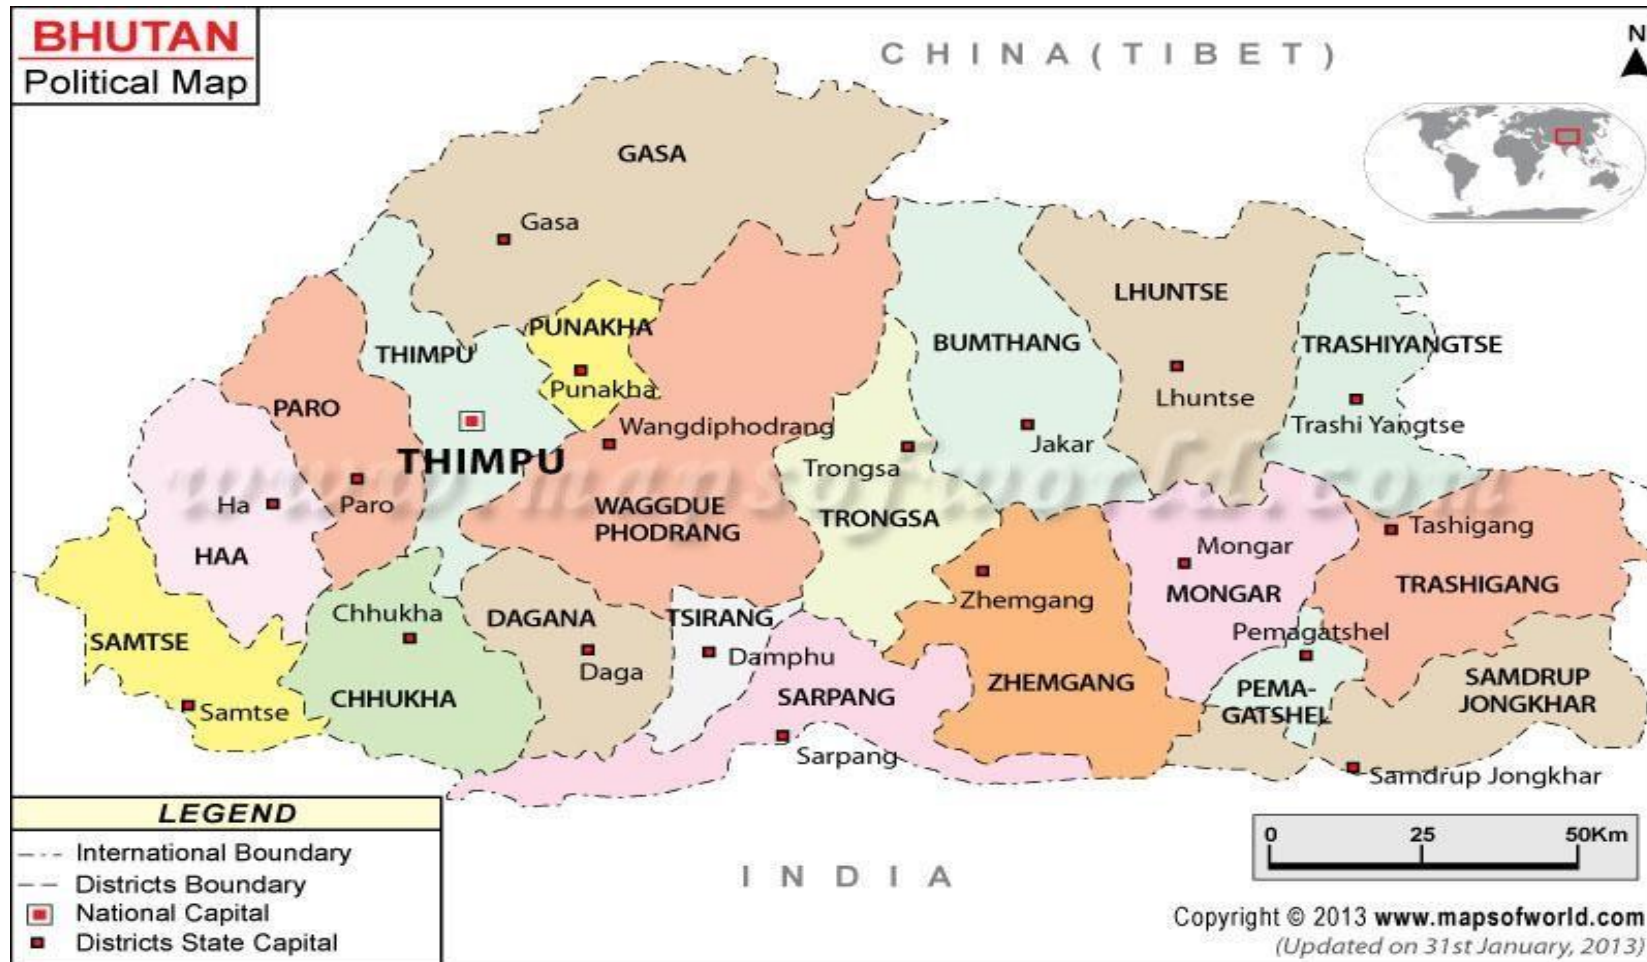 BHUTAN
Political Map
CHINA (TIBET)
N
GASA
Gasa
PUNAKHA
THIMPU
Punakha
LHUNTSE
BUMTHANG
TRASHIYANGTSE
Lhuntse
Trashi Yangtse
PARO
Wangdiphodrang
Jakar
THIMPU
Trongsa
www.mapsofworld.com
Ha
Paro
WAGGDUE
PHODRANG
TRONGSA
Tashigang
HAA
Mongar
TRASHIGANG
MONGAR
Zhemgang
Chhukha
DAGANA
TSIRANG
Pemagatshel
SAMTSE
Daga
Damphu
CHHUKHA
SARPANG
ZHEMGANG
PEMA-
GATSHEL
SAMDRUP
JONGKHAR
Samtse
Sarpang
Samdrup Jongkhar
LEGEND
International Boundary
Districts Boundary
National Capital
Districts State Capital
INDIA
0 25 50Km
Copyright © 2013 www.mapsofworld.com
(Updated on 31st January, 2013)